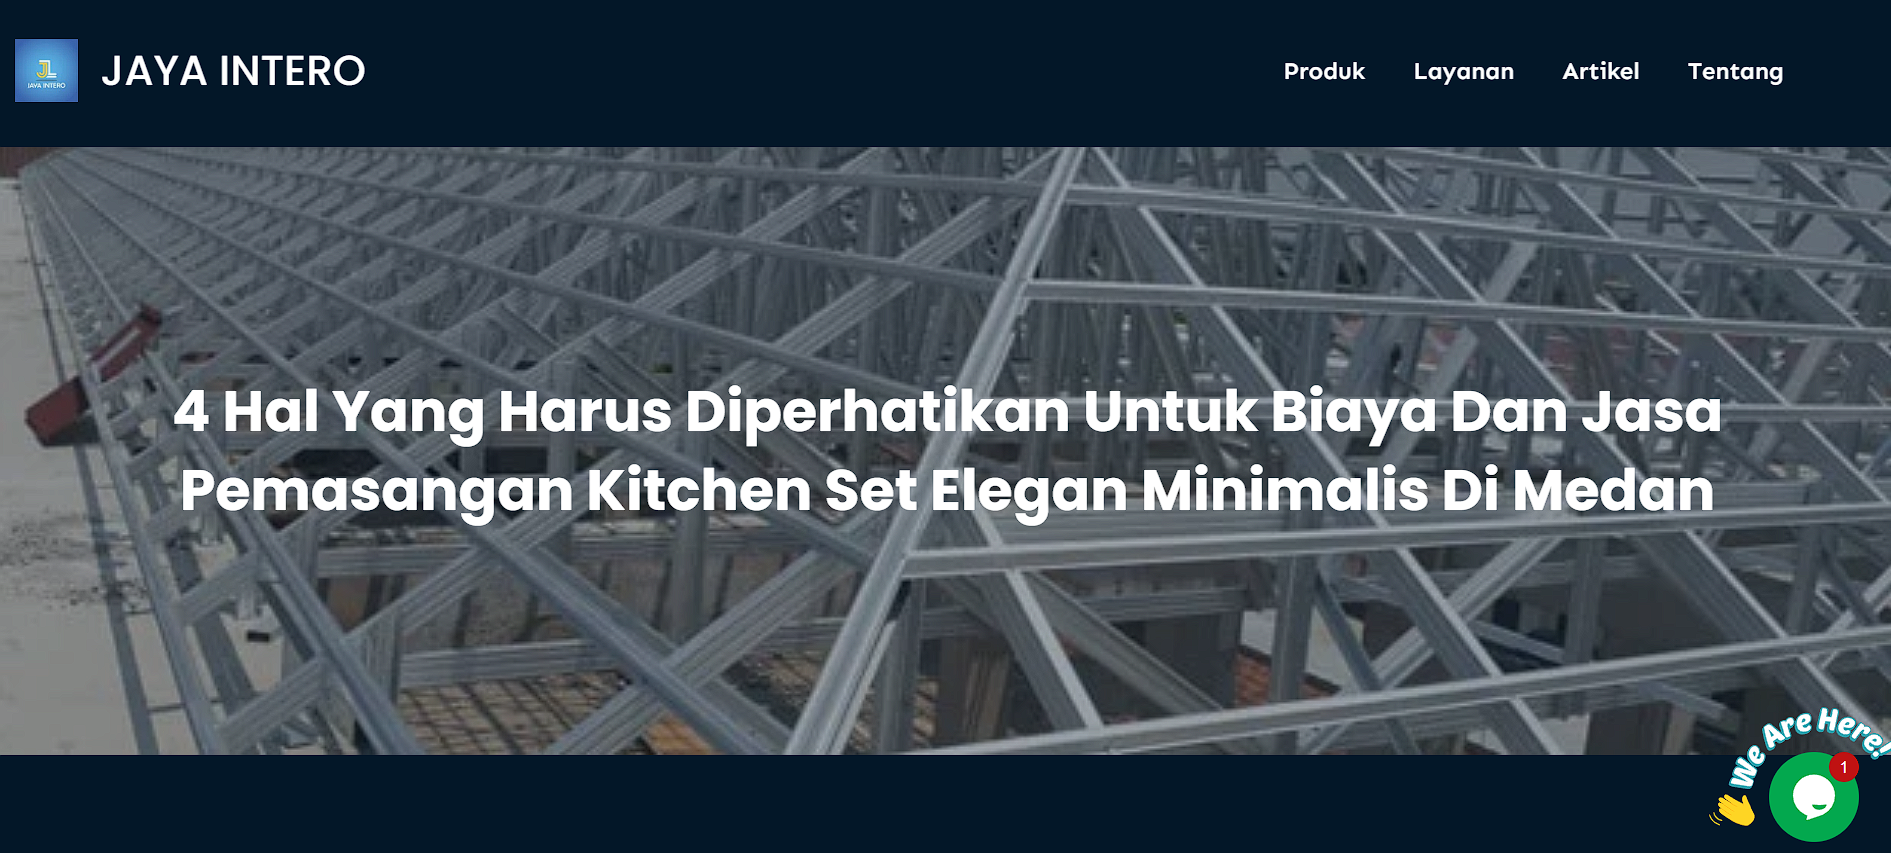 JL
JAYA INTERO
JAYA INTERO
Produk
Layanan
Artikel
Tentang
4 Hal Yang Harus Diperhatikan Untuk Biaya Dan Jasa
Pemasangan Kitchen Set Elegan Minimalis Di Medan
We Are Here!
1